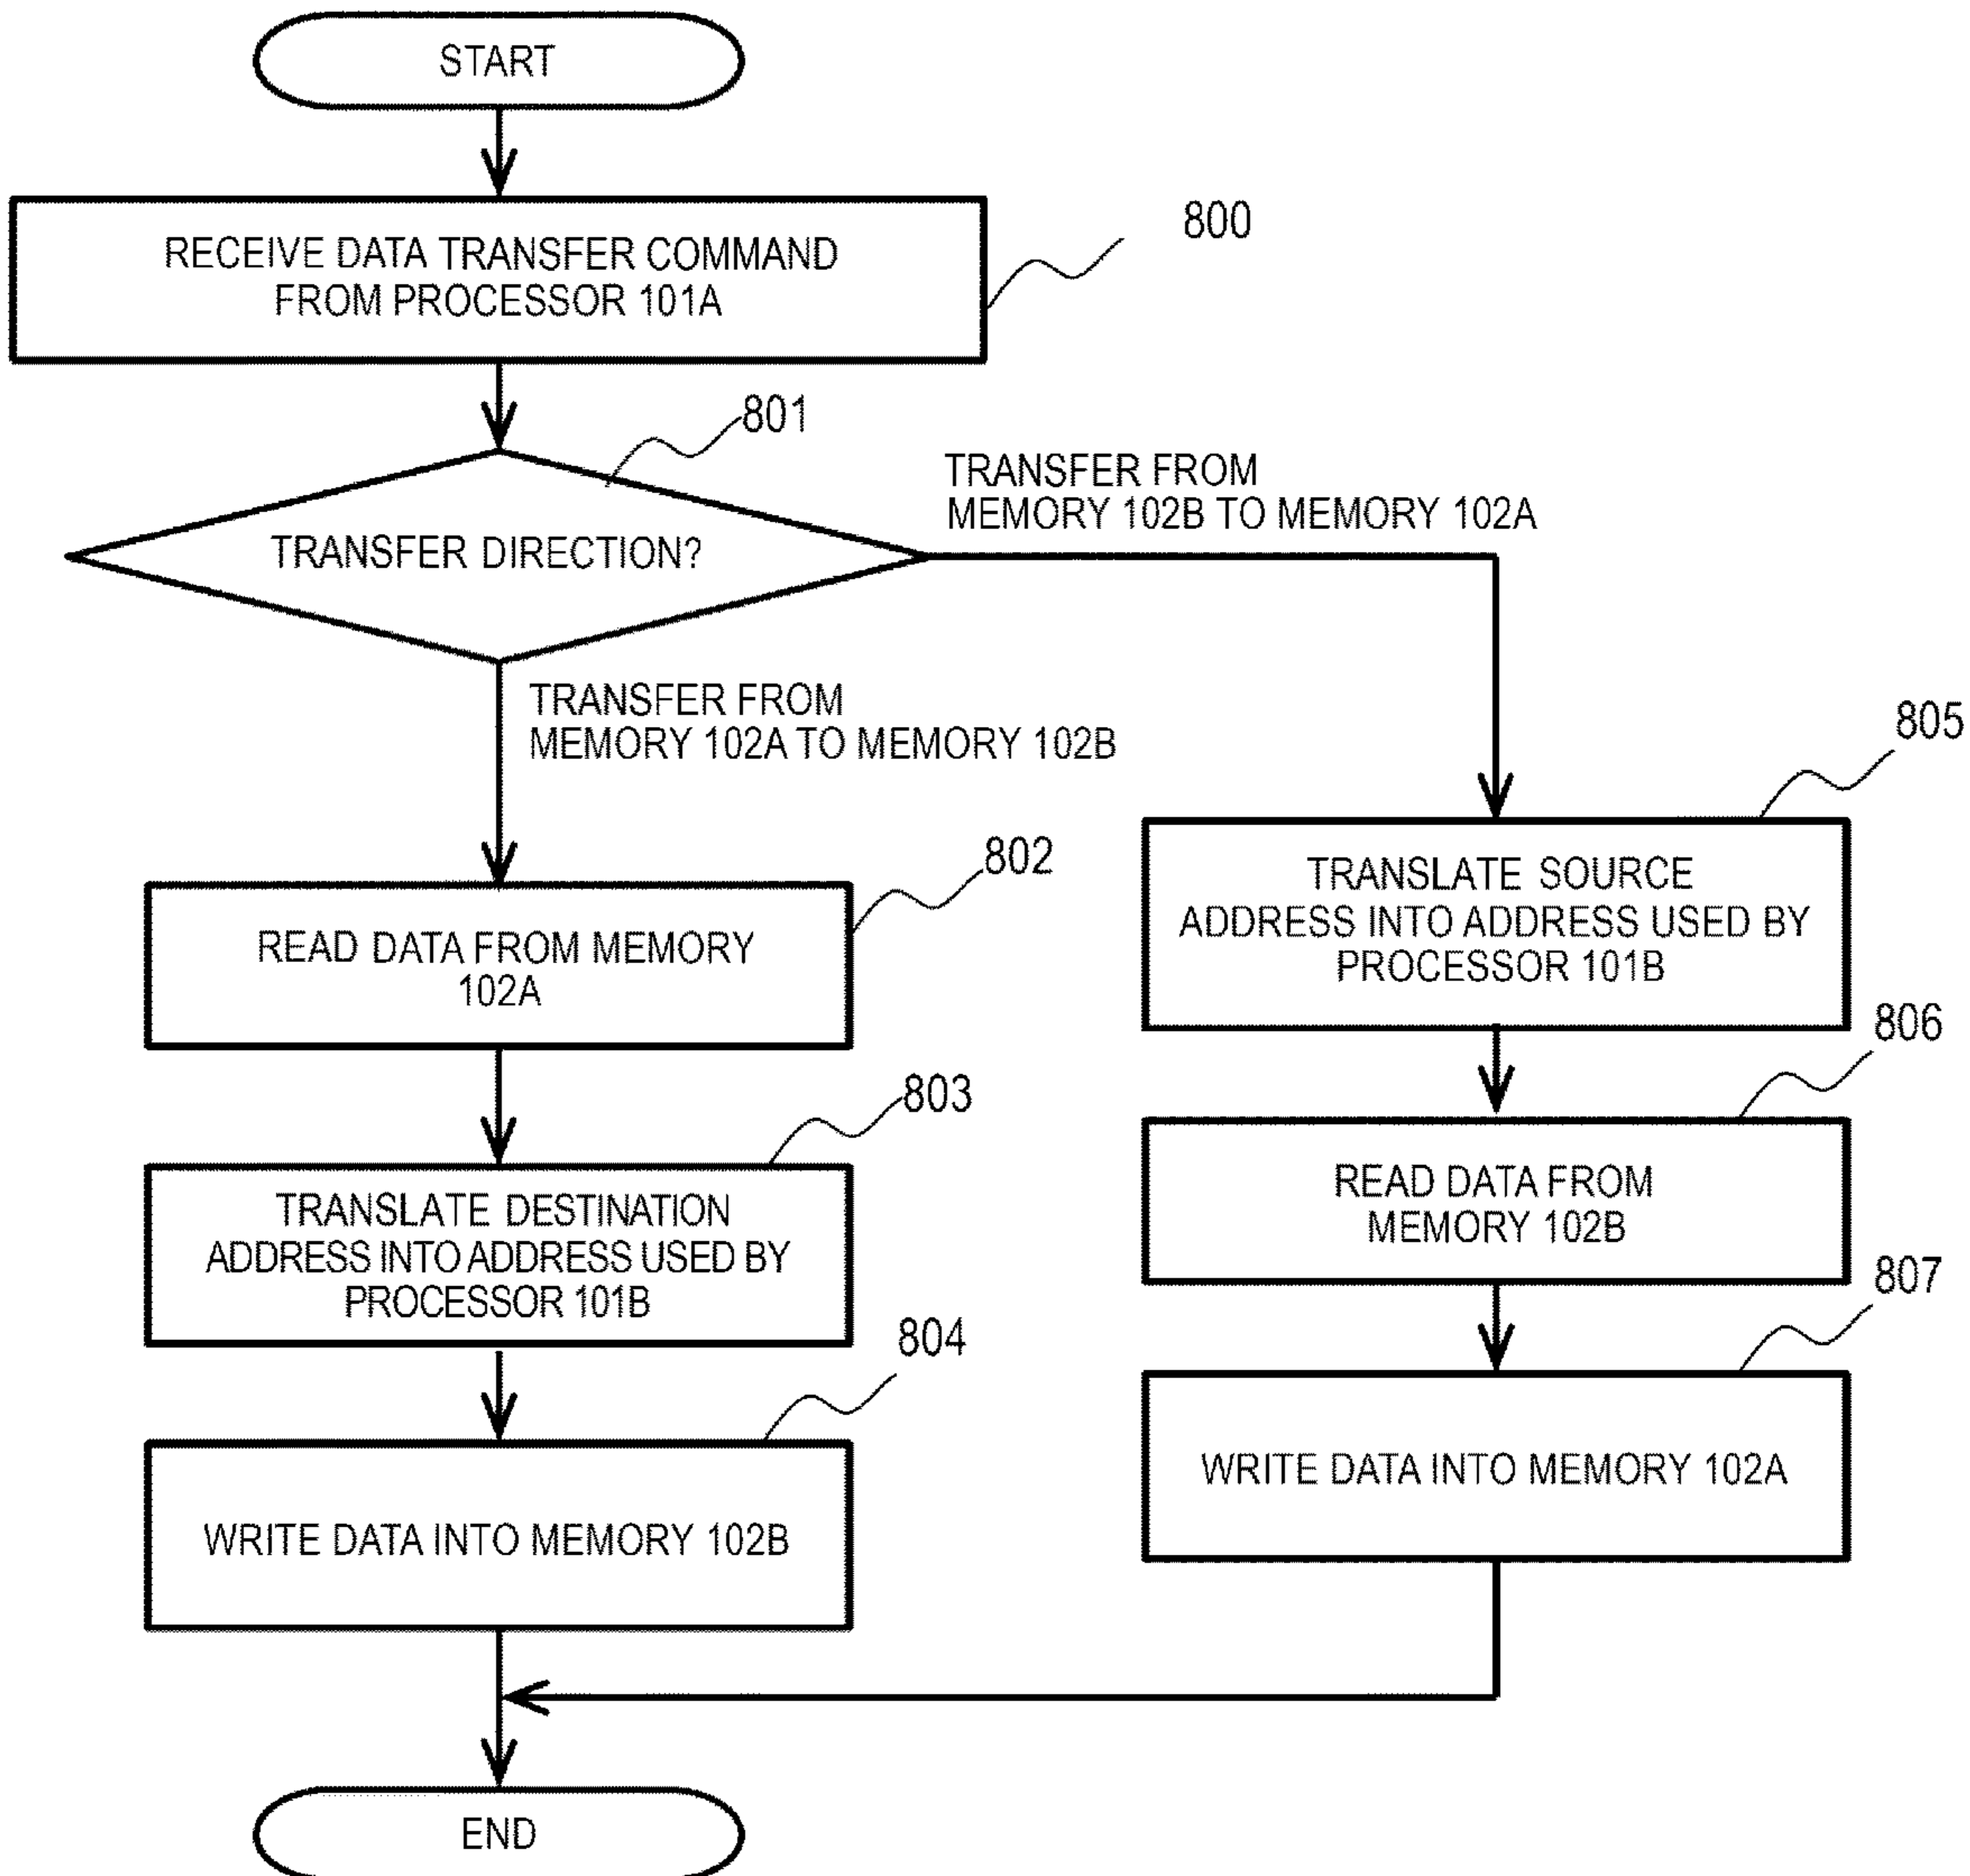 START
RECEIVE DATA TRANSFER COMMAND
FROM PROCESSOR 101A
800
801
TRANSFER DIRECTION?
TRANSFER FROM
MEMORY 102B TO MEMORY 102A
TRANSFER FROM
MEMORY 102A TO MEMORY 102B
802
READ DATA FROM MEMORY
102A
803
TRANSLATE DESTINATION
ADDRESS INTO ADDRESS USED BY
PROCESSOR 101B
804
WRITE DATA INTO MEMORY 102B
805
TRANSLATE SOURCE
ADDRESS INTO ADDRESS USED BY
PROCESSOR 101B
806
READ DATA FROM
MEMORY 102B
807
WRITE DATA INTO MEMORY 102A
END